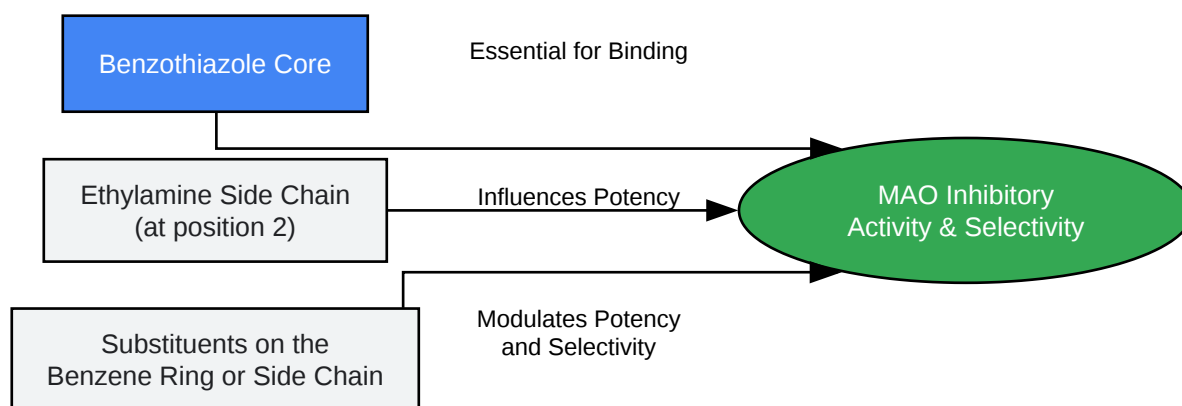 Benzothiazole Core
Essential for Binding
Ethylamine Side Chain
(at position 2)
Influences Potency
MAO Inhibitory
Activity & Selectivity
Substituents on the
Benzene Ring or Side Chain
Modulates Potency
and Selectivity